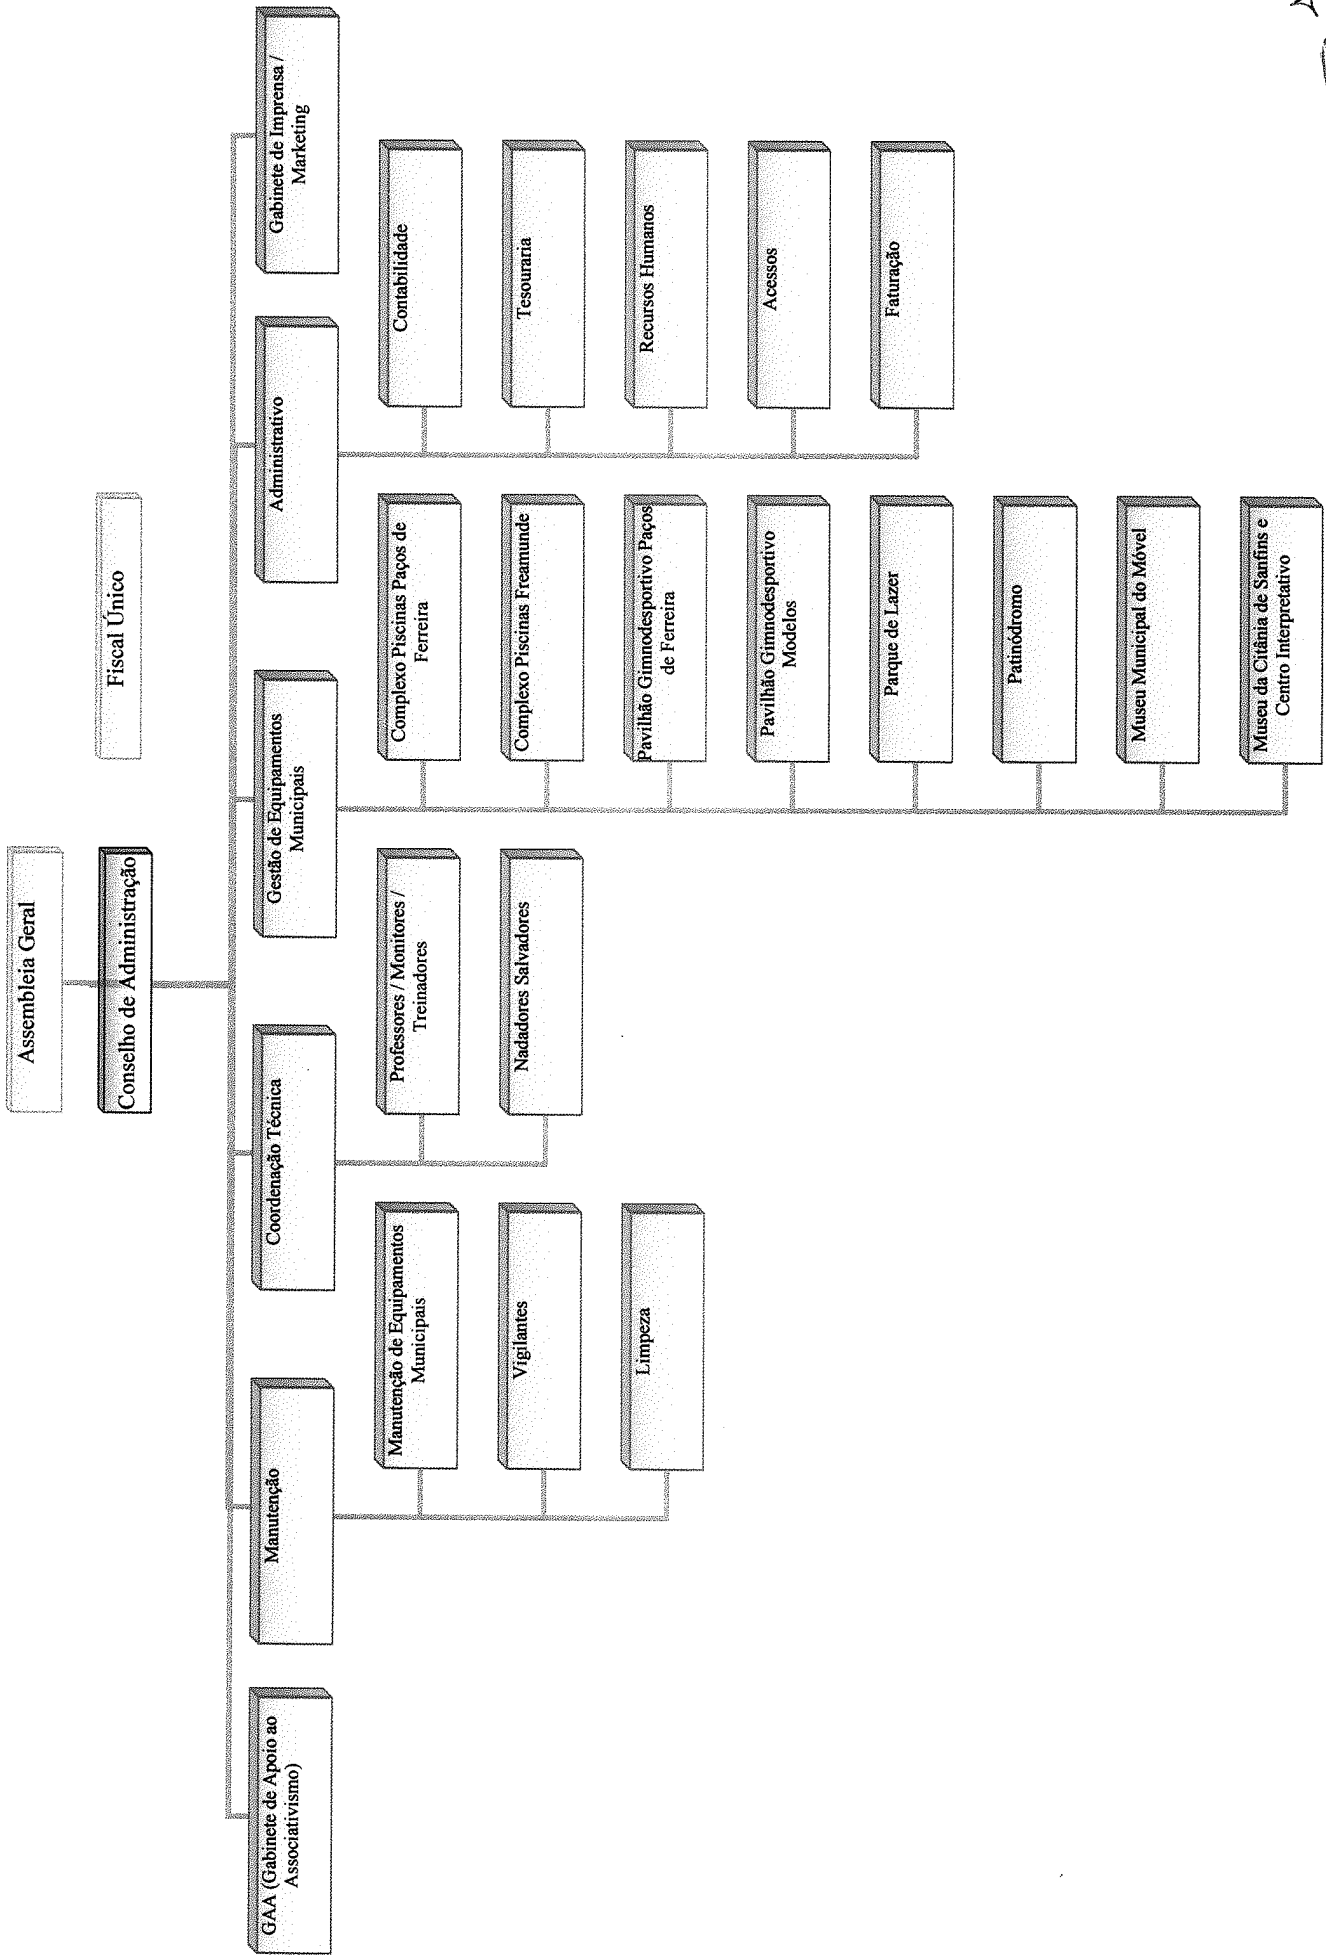 Assembleia Geral
Conselho de Administração
Fiscal Único
GAA (Gabinete de Apoio ao
Associativismo)
Manutenção
Manutenção de Equipamentos
Municipais
Vigilantes
Limpeza
Coordenação Técnica
Professores / Monitores /
Treinadores
Nadadores Salvadores
Gestão de Equipamentos
Municipais
Complexo Piscinas Paços de
Ferreira
Complexo Piscinas Freamunde
Pavilhão Gimnodesportivo Paços
de Ferreira
Pavilhão Gimnodesportivo
Modelos
Parque de Lazer
Patinódromo
Museu Municipal do Móvel
Museu da Citânia de Sanfins e
Centro Interpretativo
Administrativo
Contabilidade
Tesouraria
Recursos Humanos
Acessos
Faturação
Gabinete de Imprensa /
Marketing